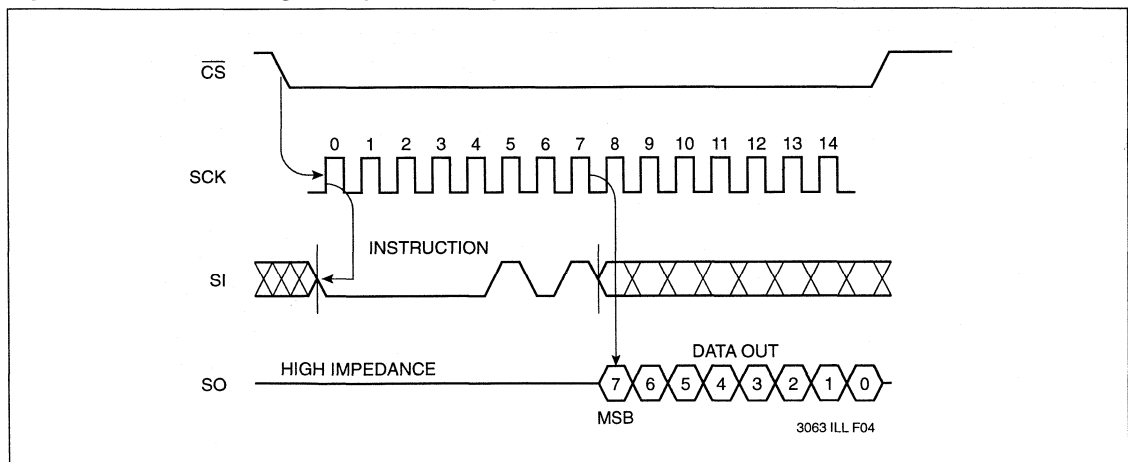 CS
0 1 2 3 4 5 6 7 8 9 10 11 12 13 14
SCK
INSTRUCTION
SI
DATA OUT
HIGH IMPEDANCE
SO
7 6 5 4 3 2 1 0
MSB
3063 ILL F04